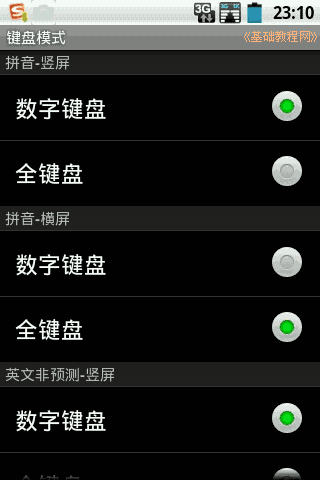 3G
23:10
键盘模式
《基础教程网》
拼音-竖屏
数字键盘
全键盘
拼音-横屏
数字键盘
全键盘
英文非预测-竖屏
数字键盘